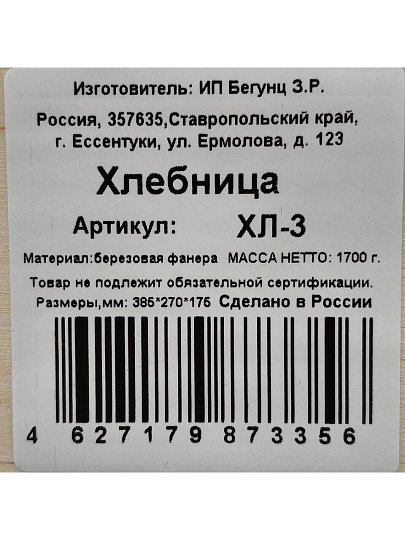 Изготовитель: ИП Бегунц З.Р.
Россия, 357635,Ставропольский край,
г. Ессентуки, ул. Ермолова, д. 123
Хлебница
Артикул: ХЛ-3
Материал:березовая фанера МАССА НЕТТО: 1700 г.
Товар не подлежит обязательной сертификации.
Размеры,мм: 385*270*175 Сделано в России
4 627179 873356